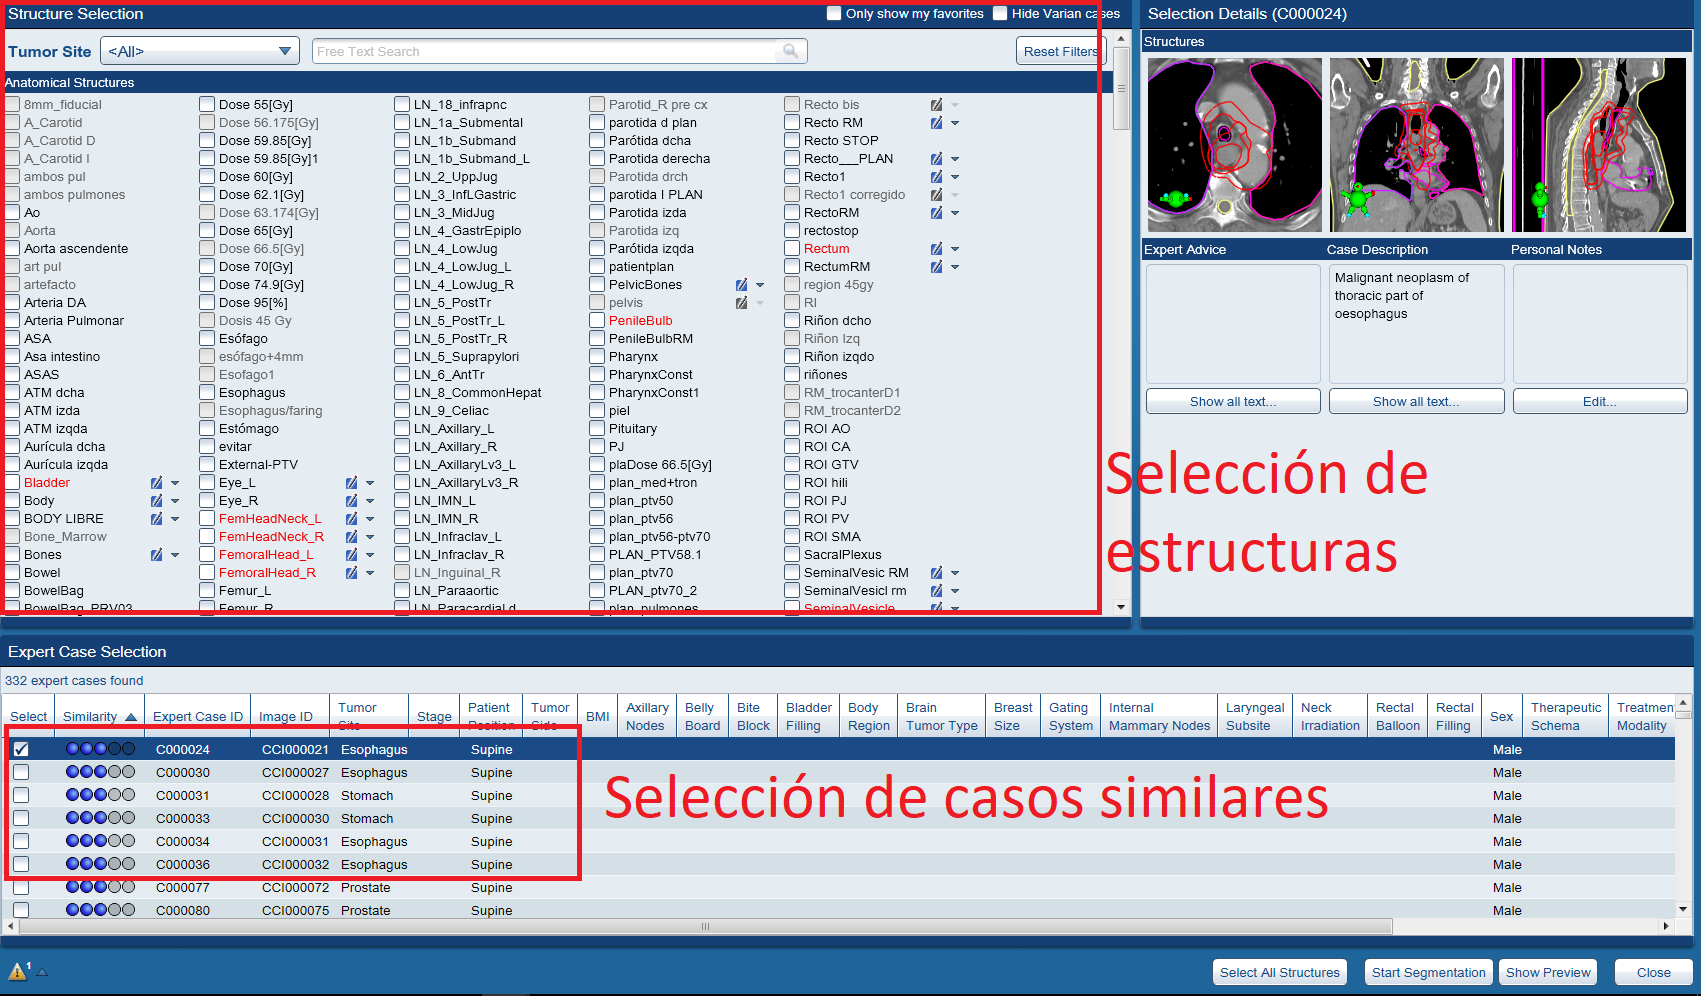 Structure Selection
Only show my favorites
Hide Varian cases
Tumor Site
<All>
Free Text Search
Reset Filters
Anatomical Structures
8mm_fiducial
A_Carotid
A_Carotid D
A_Carotid I
ambos pul
ambos pulmones
Ao
Aorta
Aorta ascendente
art pul
artefacto
Arteria DA
Arteria Pulmonar
ASA
Asa intestino
ASAS
ATM dcha
ATM izda
ATM izqda
Aurícula dcha
Aurícula izqda
Bladder
Body
BODY LIBRE
Bone_Marrow
Bones
Bowel
BowelBag
BowelBag_PRV03
Dose 55[Gy]
Dose 56.175[Gy]
Dose 59.85[Gy]
Dose 59.85[Gy]1
Dose 60[Gy]
Dose 62.1[Gy]
Dose 63.174[Gy]
Dose 65[Gy]
Dose 66.5[Gy]
Dose 70[Gy]
Dose 74.9[Gy]
Dose 95[%]
Dosis 45 Gy
Esófago
esófago+4mm
Esofago1
Esophagus
Esophagus/faring
Estómago
evitar
External-PTV
Eye_L
Eye_R
FemHeadNeck_L
FemHeadNeck_R
FemoralHead_L
FemoralHead_R
Femur_L
Femur_R
LN_18_infrapnc
LN_1a_Submental
LN_1b_Submand
LN_1b_Submand_L
LN_2_UppJug
LN_3_InflGastric
LN_3_MidJug
LN_4_GastrEpiplo
LN_4_LowJug
LN_4_LowJug_L
LN_4_LowJug_R
LN_5_PostTr
LN_5_PostTr_L
LN_5_PostTr_R
LN_5_Suprapylori
LN_6_AntTr
LN_8_CommonHepat
LN_9_Celiac
LN_Axillary_L
LN_Axillary_R
LN_AxillaryLv3_L
LN_AxillaryLv3_R
LN_IMN_L
LN_IMN_R
LN_Infraclav_L
LN_Infraclav_R
LN_Inguinal_R
LN_Paraaortic
LN_Paracardial d
Parotid_R pre cx
parotida d plan
Parótida dcha
Parotida derecha
Parotida drch
parotida I PLAN
Parotida izda
Parotida izq
Parótida izqda
patientplan
PelvicBones
pelvis
PenileBulb
PenileBulbRM
Pharynx
PharynxConst
PharynxConst1
piel
Pituitary
PJ
plaDose 66.5[Gy]
plan_med+tron
plan_ptv50
plan_ptv56
plan_ptv56-ptv70
PLAN_PTV58.1
plan_ptv70
PLAN_ptv70_2
plan_pulmones
Recto bis
Recto RM
Recto STOP
Recto___PLAN
Recto1
Recto1 corregido
RectoRM
rectostop
Rectum
RectumRM
region 45gy
RI
Riñon dcho
Riñon Izq
Riñon izqdo
riñones
RM_trocanterD1
RM_trocanterD2
ROI AO
ROI CA
ROI GTV
ROI hili
ROI PJ
ROI PV
ROI SMA
SacralPlexus
SeminalVesic RM
SeminalVesicl rm
SeminalVesicle
Selection Details (C000024)
Structures
Expert Advice
Case Description
Personal Notes
Malignant neoplasm of
thoracic part of
oesophagus
Show all text...
Show all text...
Edit...
Selección de
estructuras
Expert Case Selection
332 expert cases found
Select
Similarity
Expert Case ID
Image ID
Tumor
Site
Stage
Patient
Position
Tumor
Side
BMI
Axillary
Nodes
Belly
Board
Bite
Block
Bladder
Filling
Body
Region
Brain
Tumor Type
Breast
Size
Gating
System
Internal
Mammary Nodes
Laryngeal
Subsite
Neck
Irradiation
Rectal
Balloon
Rectal
Filling
Sex
Therapeutic
Schema
Treatmen
Modality
C000024 CCI000021 Esophagus Supine Male
C000030 CCI000027 Esophagus Supine Male
C000031 CCI000028 Stomach Supine Male
C000033 CCI000030 Stomach Supine Male
C000034 CCI000031 Esophagus Supine Male
C000036 CCI000032 Esophagus Supine Male
C000077 CCI000072 Prostate Supine Male
C000080 CCI000075 Prostate Supine Male
Selección de casos similares
1
Select All Structures
Start Segmentation
Show Preview
Close